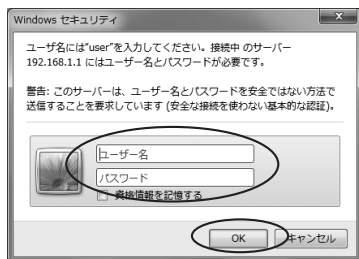 Windows セキュリティ
ユーザ名には"user"を入力してください。接続中 のサーバー
192.168.1.1 にはユーザー名とパスワードが必要です。
警告: このサーバーは、ユーザー名とパスワードを安全ではない方法で
送信することを要求しています (安全な接続を使わない基本的な認証)。
ユーザー名
パスワード
資格情報を記憶する
OK
キャンセル